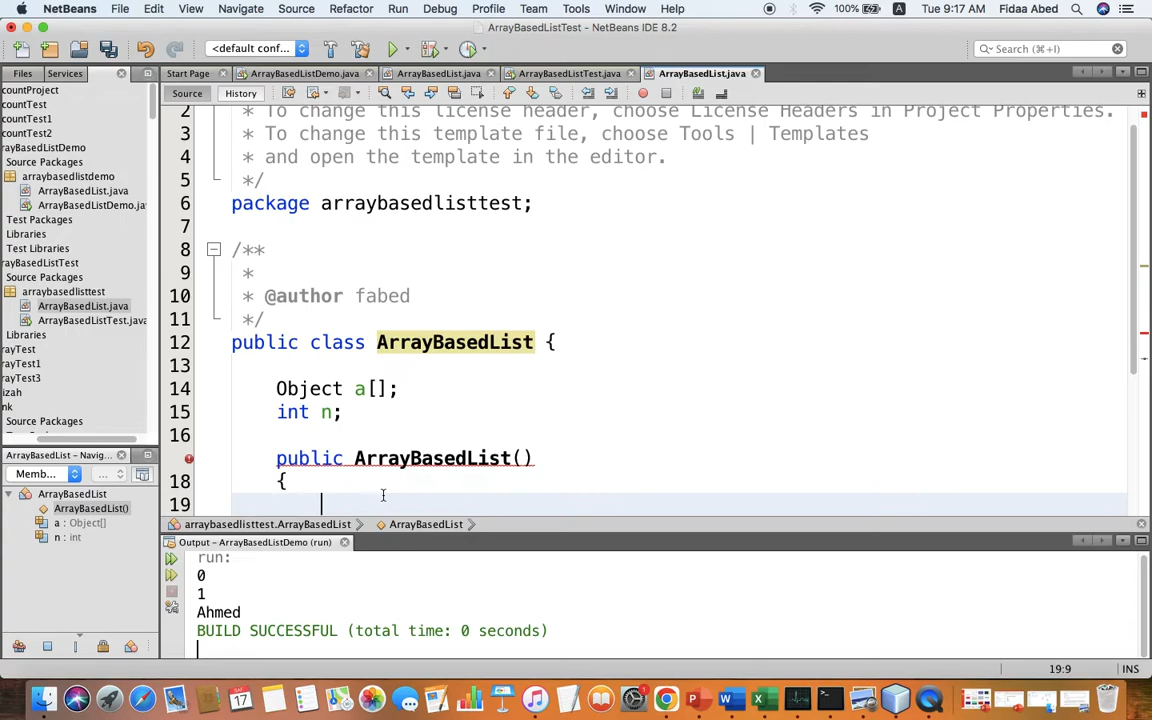 NetBeans File Edit View Navigate Source Refactor Run Debug Profile Team Tools Window Help 100% A Tue 9:17 AM Fidaa Abed
ArrayBasedListTest - NetBeans IDE 8.2
<default conf... Search (⌘+I)
Files Services Start Page ArrayBasedListDemo.java ArrayBasedList.java ArrayBasedListTest.java ArrayBasedList.java
Source History
countProject
countTest
countTest1
countTest2
rayBasedListDemo
Source Packages
arraybasedlistdemo
ArrayBasedList.java
ArrayBasedListDemo.ja
Test Packages
Libraries
Test Libraries
rayBasedListTest
Source Packages
arraybasedlisttest
ArrayBasedList.java
ArrayBasedListTest.java
Libraries
rayTest
rayTest1
rayTest3
izah
nk
Source Packages
2 * To change this license header, choose License Headers in Project Properties.
3 * To change this template file, choose Tools | Templates
4 * and open the template in the editor.
5 */
6 package arraybasedlisttest;
7
8 /**
9 *
10 * @author fabed
11 */
12 public class ArrayBasedList {
13
14 Object a[];
15 int n;
16
public ArrayBasedList()
18 {
19
arraybasedlisttest.ArrayBasedList ArrayBasedList
ArrayBasedList - Navig...
Memb...
ArrayBasedList
ArrayBasedList()
a : Object[]
n : int
Output - ArrayBasedListDemo (run)
run:
0
1
Ahmed
BUILD SUCCESSFUL (total time: 0 seconds)
19:9 INS
17